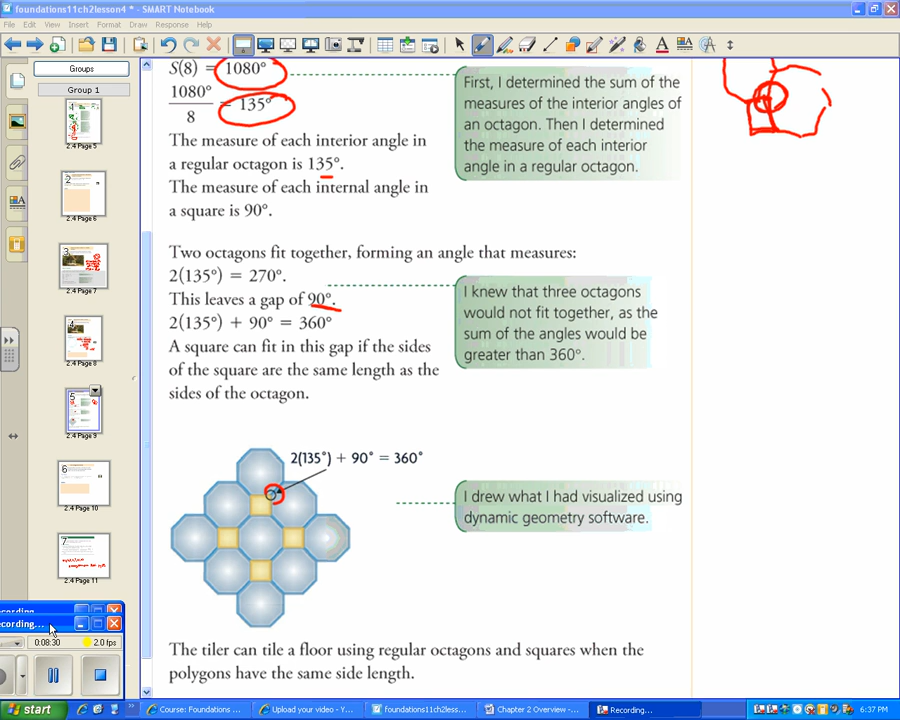 foundations11ch2lesson4 * - SMART Notebook
File Edit View Insert Format Draw Response Help
Groups
Group 1
2.4 Page 5
2.4 Page 6
2.4 Page 7
2.4 Page 8
2.4 Page 9
2.4 Page 10
2.4 Page 11
S(8) = 1080°
1080°
8
= 135°
The measure of each interior angle in
a regular octagon is 135°.
The measure of each internal angle in
a square is 90°.
First, I determined the sum of the
measures of the interior angles of
an octagon. Then I determined
the measure of each interior
angle in a regular octagon.
Two octagons fit together, forming an angle that measures:
2(135°) = 270°.
This leaves a gap of 90°.
2(135°) + 90° = 360°
A square can fit in this gap if the sides
of the square are the same length as the
sides of the octagon.
I knew that three octagons
would not fit together, as the
sum of the angles would be
greater than 360°.
2(135°) + 90° = 360°
I drew what I had visualized using
dynamic geometry software.
The tiler can tile a floor using regular octagons and squares when the
polygons have the same side length.
ecording...
ecording...
0:08:30
2.0 fps
start
Course: Foundations ...
Upload your video - Y...
foundations11ch2less...
Chapter 2 Overview -...
Recording...
6:37 PM